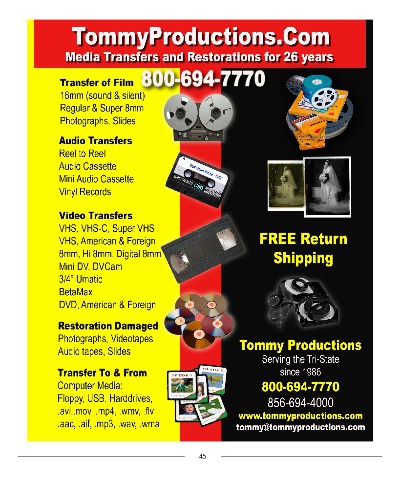 TommyProductions.Com
Media Transfers and Restorations for 26 years
Transfer of Film 800-694-7770
16mm (sound & silent)
Regular & Super 8mm
Photographs, Slides
Audio Transfers
Reel to Reel
Audio Cassette
Mini Audio Cassette
Vinyl Records
Video Transfers
VHS, VHS-C, Super VHS
VHS, American & Foreign
8mm, Hi 8mm, Digital 8mm
Mini DV, DVCam
3/4" Umatic
BetaMax
DVD, American & Foreign
Restoration Damaged
Photographs, Videotapes
Audio tapes, Slides
Transfer To & From
Computer Media:
Floppy, USB, Harddrives,
.avi,.mov .mp4, .wmv, .flv
.aac, .aif, .mp3, .wav, .wma
FREE Return
Shipping
Tommy Productions
Serving the Tri-State
since 1986
800-694-7770
856-694-4000
www.tommyproductions.com
tommy@tommyproductions.com
45